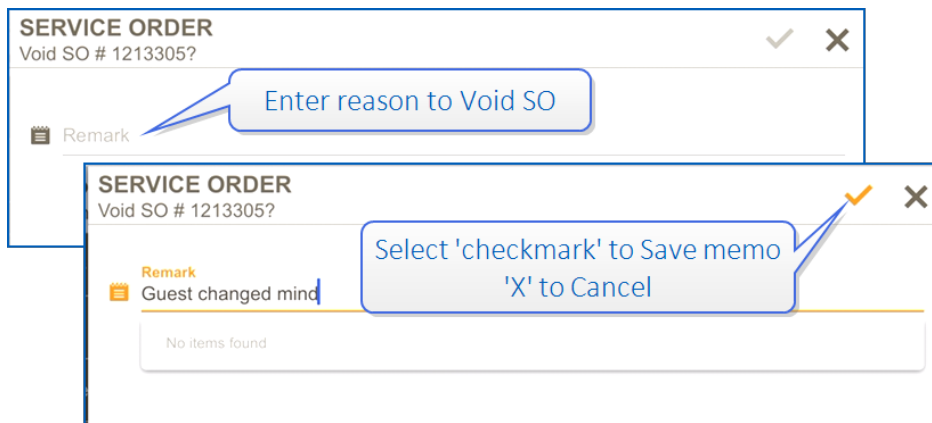 SERVICE ORDER
Void SO # 1213305?
Enter reason to Void SO
Remark
SERVICE ORDER
Void SO # 1213305?
Select 'checkmark' to Save memo
'X' to Cancel
Remark
Guest changed mind
No items found